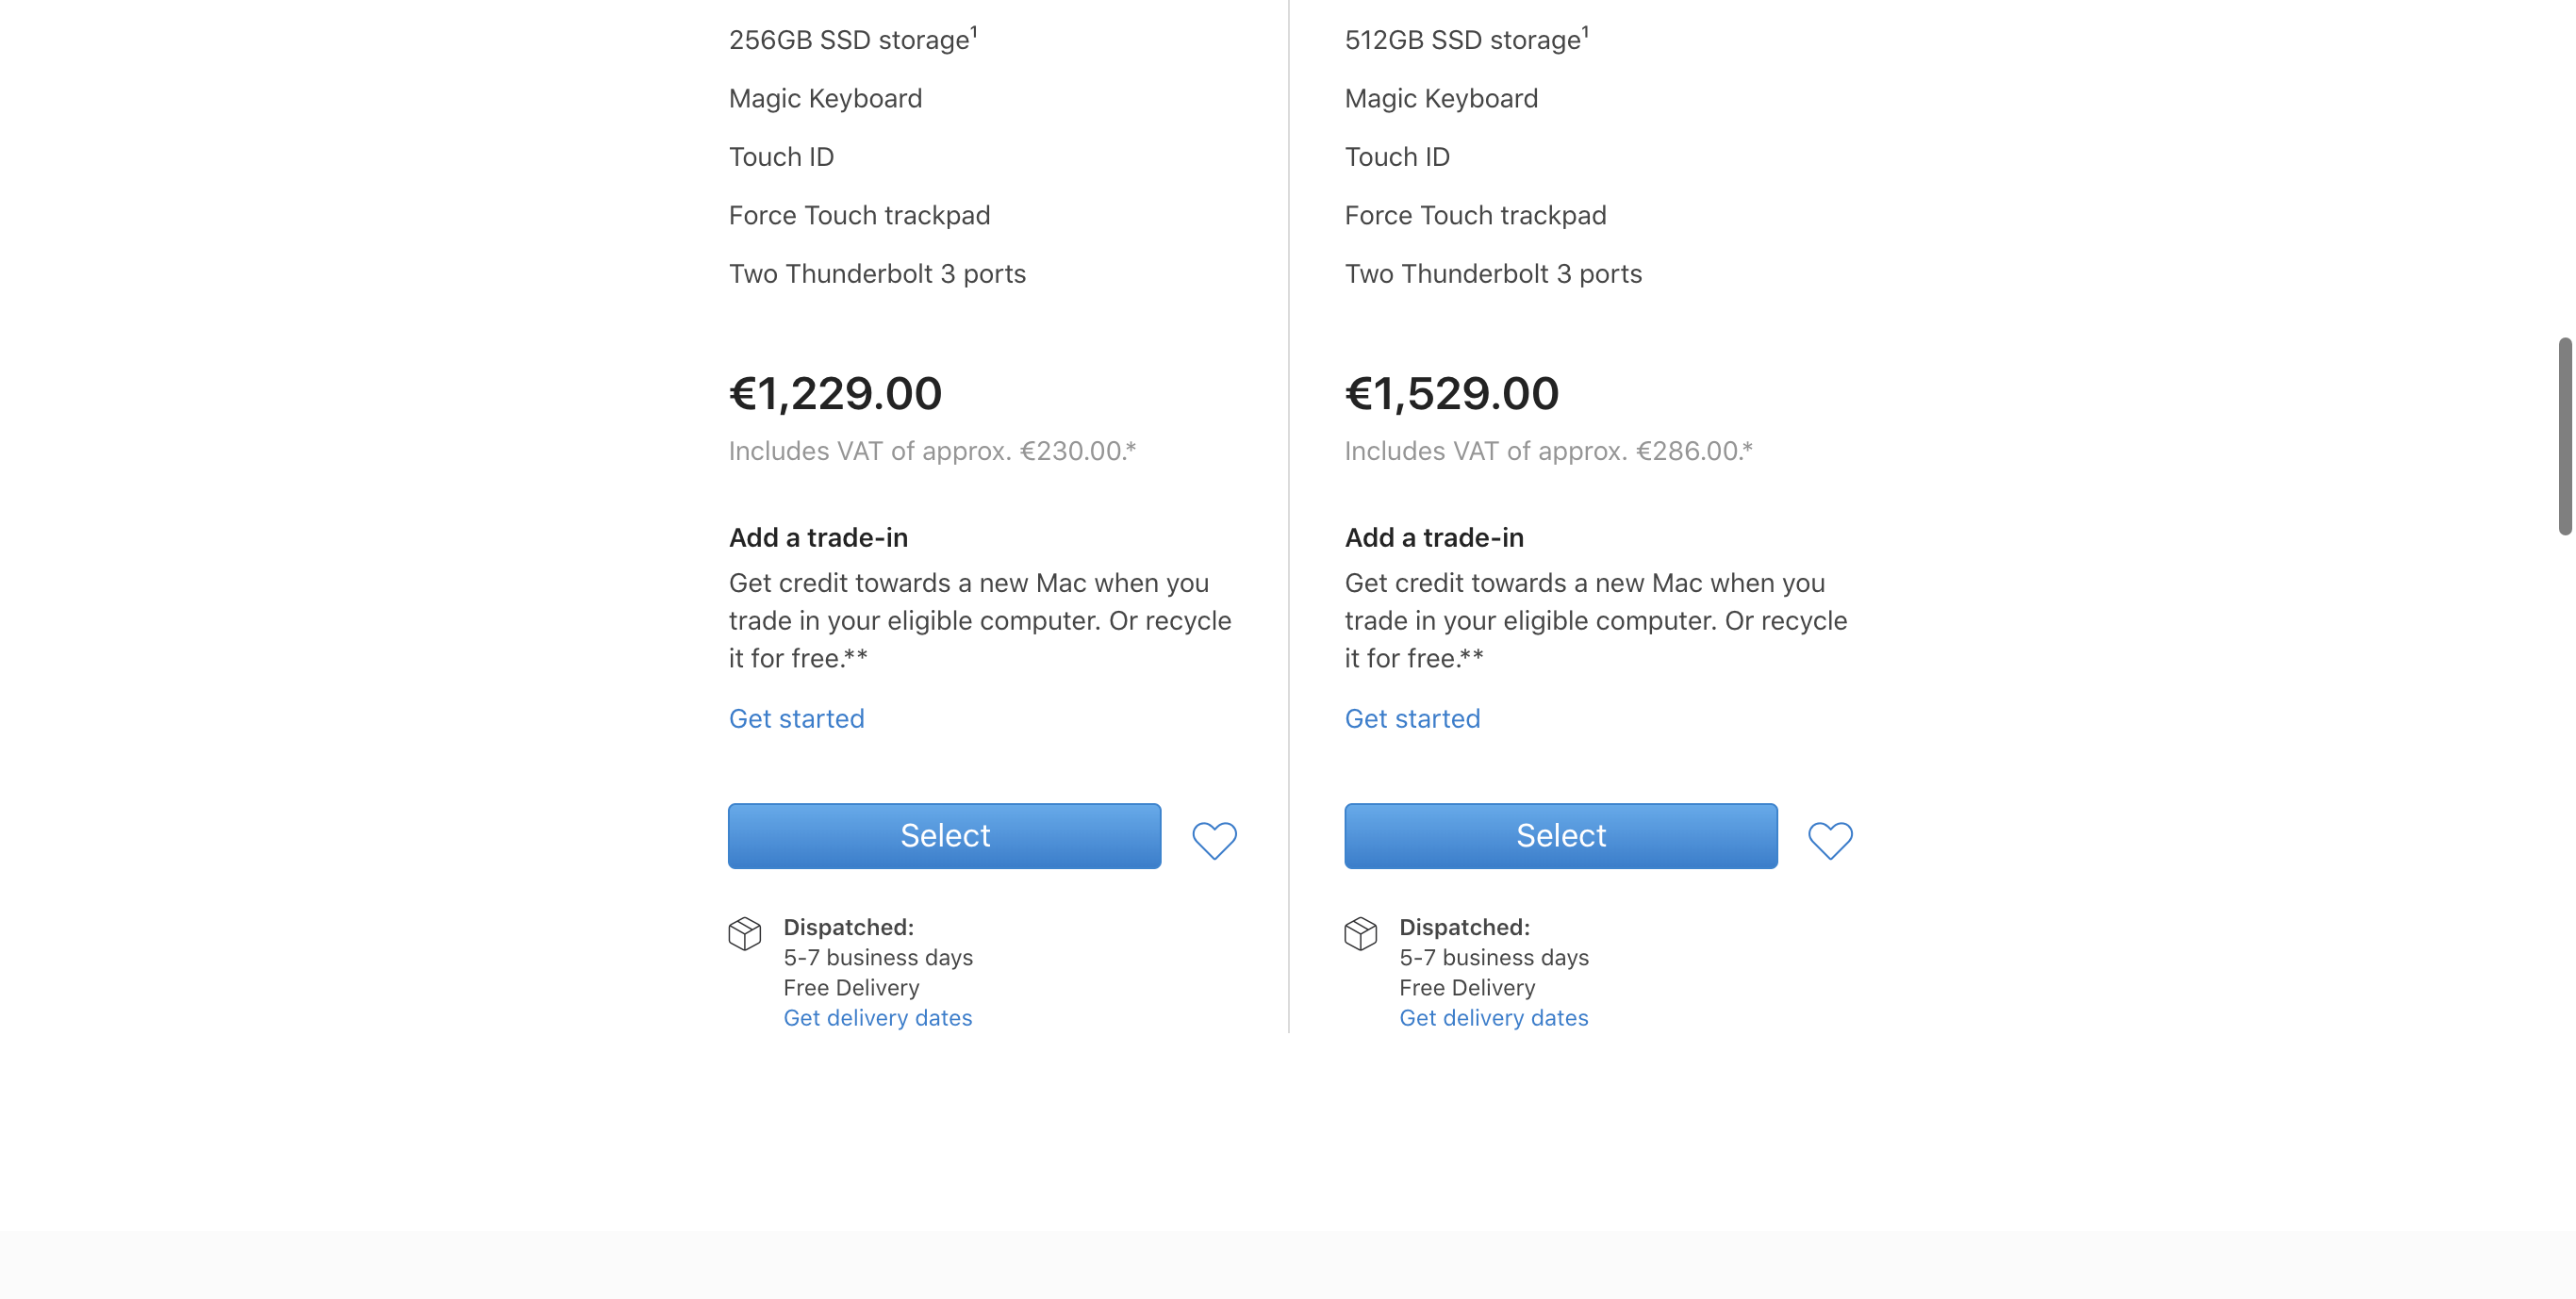 256GB SSD storage¹
Magic Keyboard
Touch ID
Force Touch trackpad
Two Thunderbolt 3 ports
€1,229.00
Includes VAT of approx. €230.00.*
Add a trade-in
Get credit towards a new Mac when you
trade in your eligible computer. Or recycle
it for free.**
Get started
Select
Dispatched:
5-7 business days
Free Delivery
Get delivery dates
512GB SSD storage¹
Magic Keyboard
Touch ID
Force Touch trackpad
Two Thunderbolt 3 ports
€1,529.00
Includes VAT of approx. €286.00.*
Add a trade-in
Get credit towards a new Mac when you
trade in your eligible computer. Or recycle
it for free.**
Get started
Select
Dispatched:
5-7 business days
Free Delivery
Get delivery dates